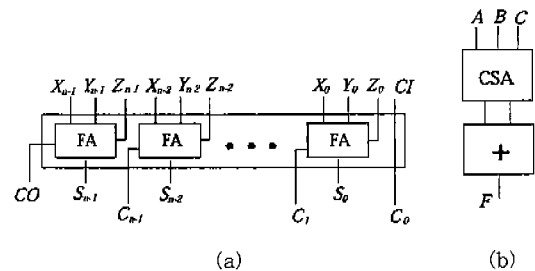 A B C
X_{n-1} Y_{n-1} Z_{n-1} X_{n-2} Y_{n-2} Z_{n-2} X_0 Y_0 Z_0 CI
CSA
FA FA FA
+
CO S_{n-1} C_{n-1} S_{n-2} C_1 S_0 C_0
F
(a) (b)